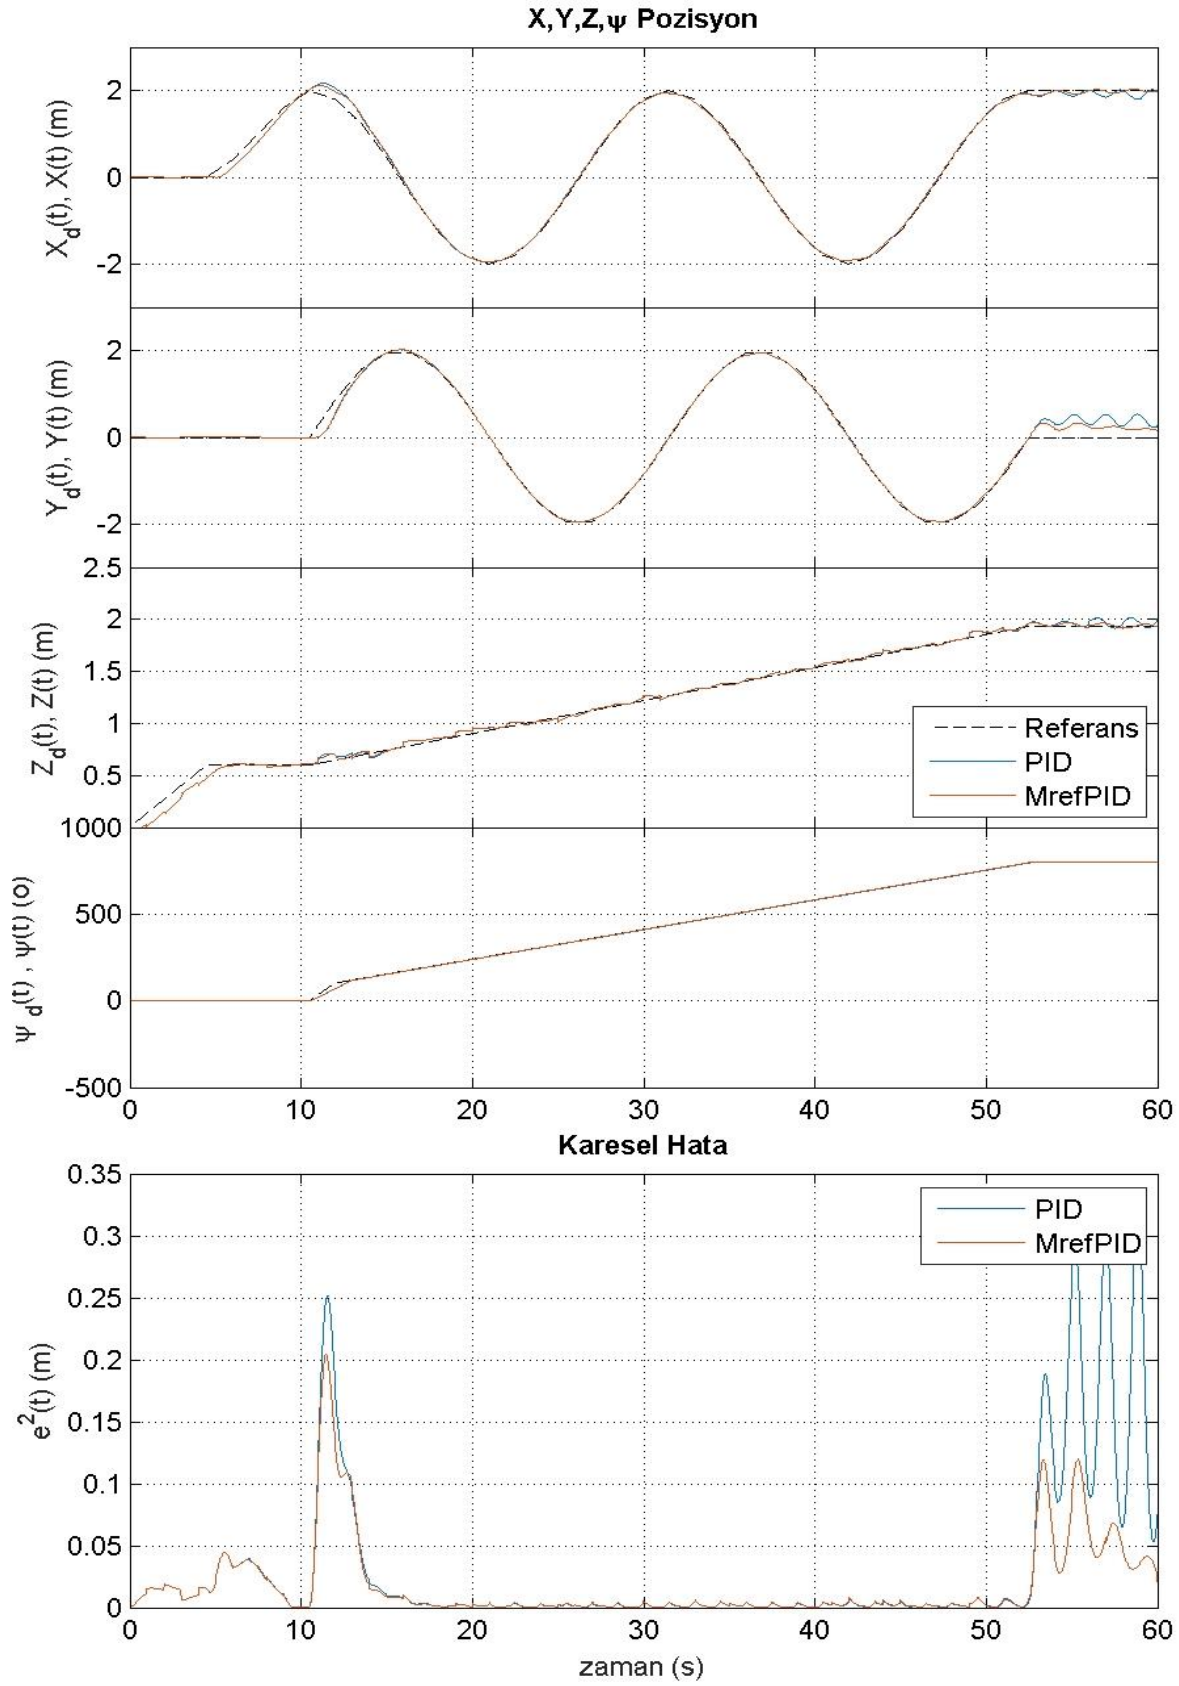 X,Y,Z,ψ Pozisyon
X_d(t), X(t) (m)
2
0
-2
Y_d(t), Y(t) (m)
2
0
-2
Z_d(t), Z(t) (m)
2.5
2
1.5
1
0.5
Referans
PID
MrefPID
ψ_d(t) , ψ(t) (o)
1000
500
0
-500
0 10 20 30 40 50 60
Karesel Hata
e²(t) (m)
0.35
0.3
0.25
0.2
0.15
0.1
0.05
0
PID
MrefPID
0 10 20 30 40 50 60
zaman (s)